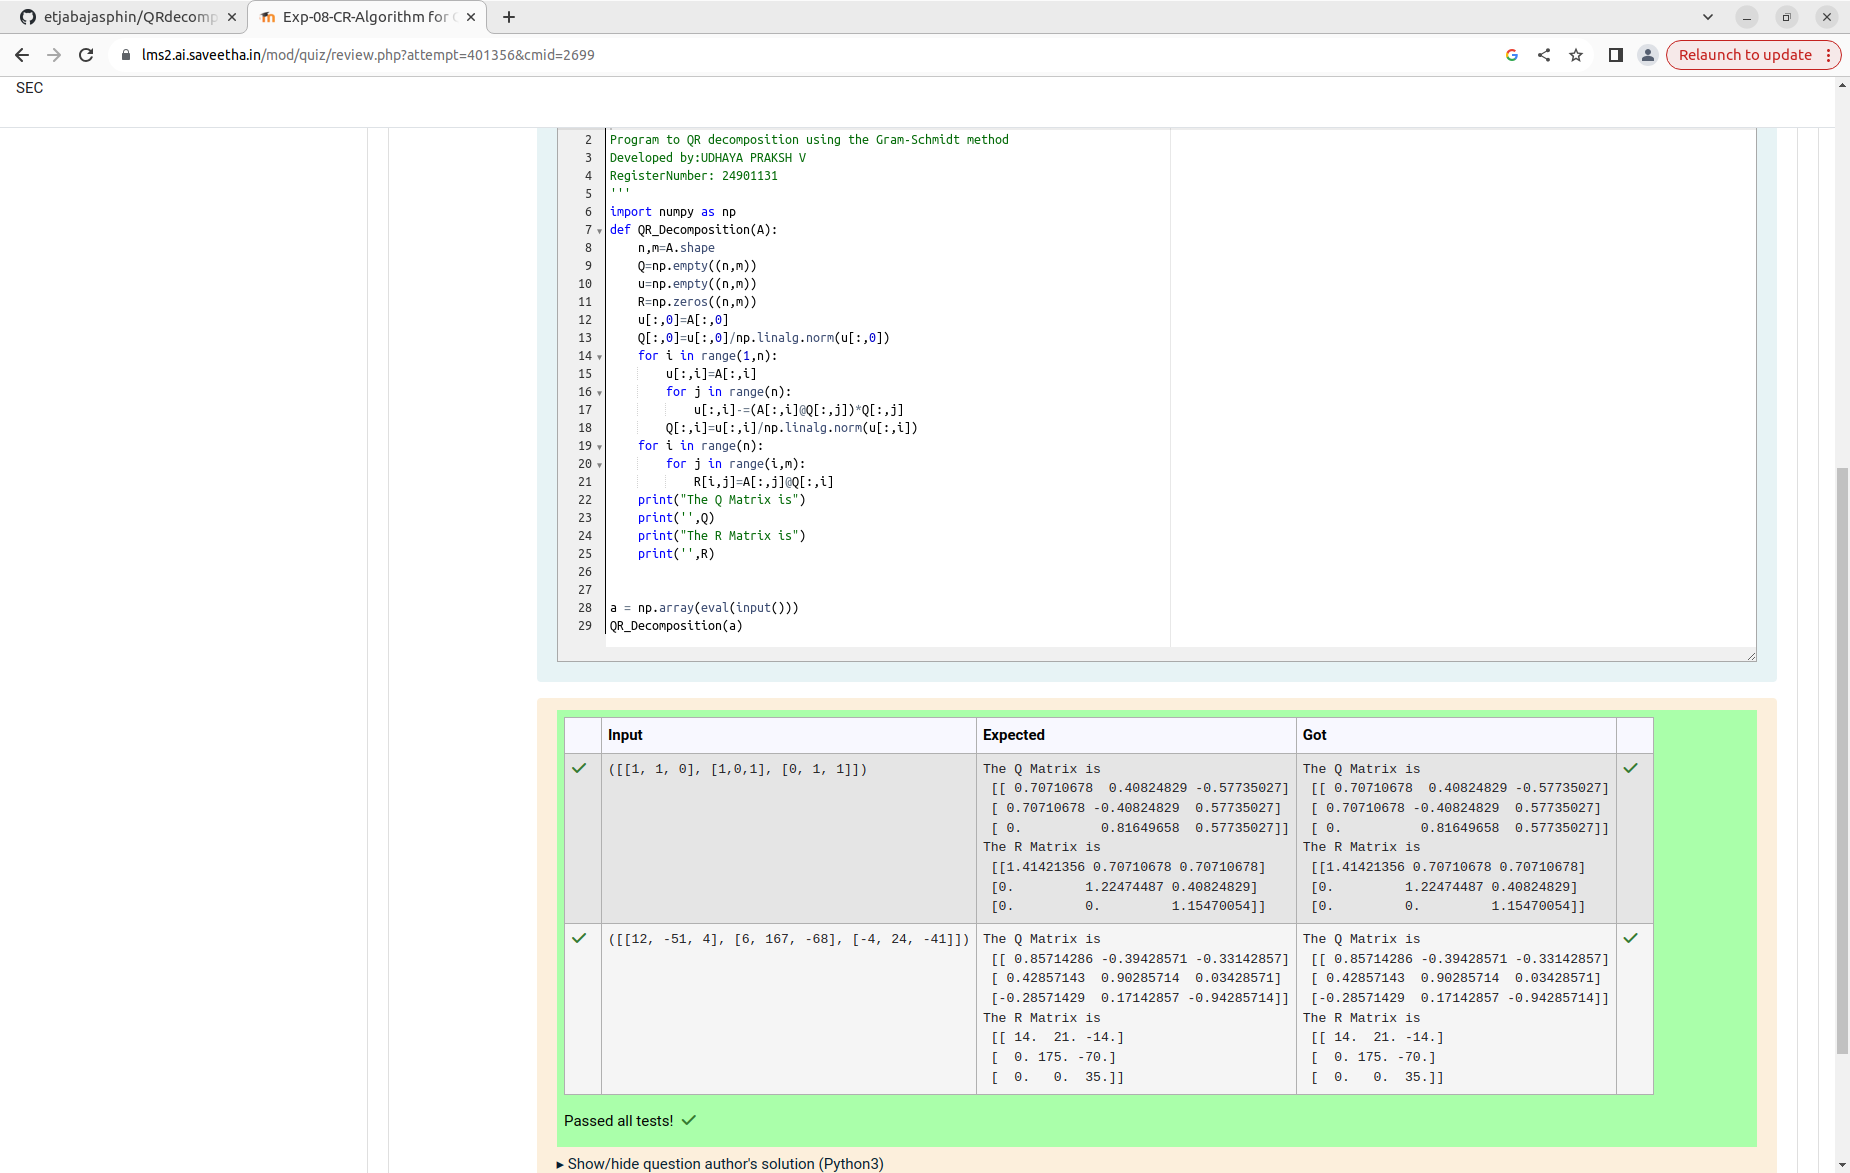 etjabajasphin/QRdecomp
Exp-08-CR-Algorithm for
lms2.ai.saveetha.in/mod/quiz/review.php?attempt=401356&cmid=2699
Relaunch to update
SEC
2 Program to QR decomposition using the Gram-Schmidt method
3 Developed by:UDHAYA PRAKSH V
4 RegisterNumber: 24901131
5 '''
6 import numpy as np
7 def QR_Decomposition(A):
8     n,m=A.shape
9     Q=np.empty((n,m))
10     u=np.empty((n,m))
11     R=np.zeros((n,m))
12     u[:,0]=A[:,0]
13     Q[:,0]=u[:,0]/np.linalg.norm(u[:,0])
14     for i in range(1,n):
15         u[:,i]=A[:,i]
16         for j in range(n):
17             u[:,i]-=(A[:,i]@Q[:,j])*Q[:,j]
18         Q[:,i]=u[:,i]/np.linalg.norm(u[:,i])
19     for i in range(n):
20         for j in range(i,m):
21             R[i,j]=A[:,j]@Q[:,i]
22     print("The Q Matrix is")
23     print('',Q)
24     print("The R Matrix is")
25     print('',R)
26
27
28 a = np.array(eval(input()))
29 QR_Decomposition(a)
Input Expected Got
([[1, 1, 0], [1,0,1], [0, 1, 1]])
The Q Matrix is
[[ 0.70710678  0.40824829 -0.57735027]
[ 0.70710678 -0.40824829  0.57735027]
[ 0.          0.81649658  0.57735027]]
The R Matrix is
[[1.41421356 0.70710678 0.70710678]
[0.         1.22474487 0.40824829]
[0.         0.         1.15470054]]
The Q Matrix is
[[ 0.70710678  0.40824829 -0.57735027]
[ 0.70710678 -0.40824829  0.57735027]
[ 0.          0.81649658  0.57735027]]
The R Matrix is
[[1.41421356 0.70710678 0.70710678]
[0.         1.22474487 0.40824829]
[0.         0.         1.15470054]]
([[12, -51, 4], [6, 167, -68], [-4, 24, -41]])
The Q Matrix is
[[ 0.85714286 -0.39428571 -0.33142857]
[ 0.42857143  0.90285714  0.03428571]
[-0.28571429  0.17142857 -0.94285714]]
The R Matrix is
[[ 14.  21. -14.]
[  0. 175. -70.]
[  0.   0.  35.]]
The Q Matrix is
[[ 0.85714286 -0.39428571 -0.33142857]
[ 0.42857143  0.90285714  0.03428571]
[-0.28571429  0.17142857 -0.94285714]]
The R Matrix is
[[ 14.  21. -14.]
[  0. 175. -70.]
[  0.   0.  35.]]
Passed all tests!
Show/hide question author's solution (Python3)